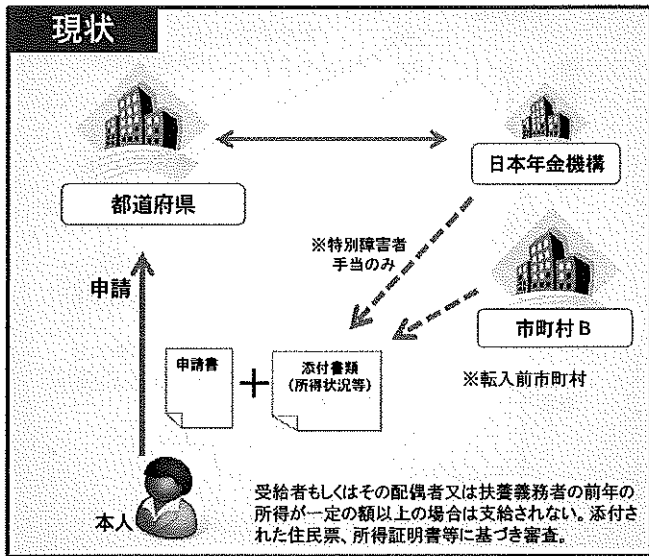 現状
都道府県
日本年金機構
※特別障害者
手当のみ
申請
市町村B
申請書
+
添付書類
(所得状況等)
※転入前市町村
本人
受給者もしくはその配偶者又は扶養義務者の前年の
所得が一定の額以上の場合は支給されない。添付さ
れた住民票、所得証明書等に基づき審査。